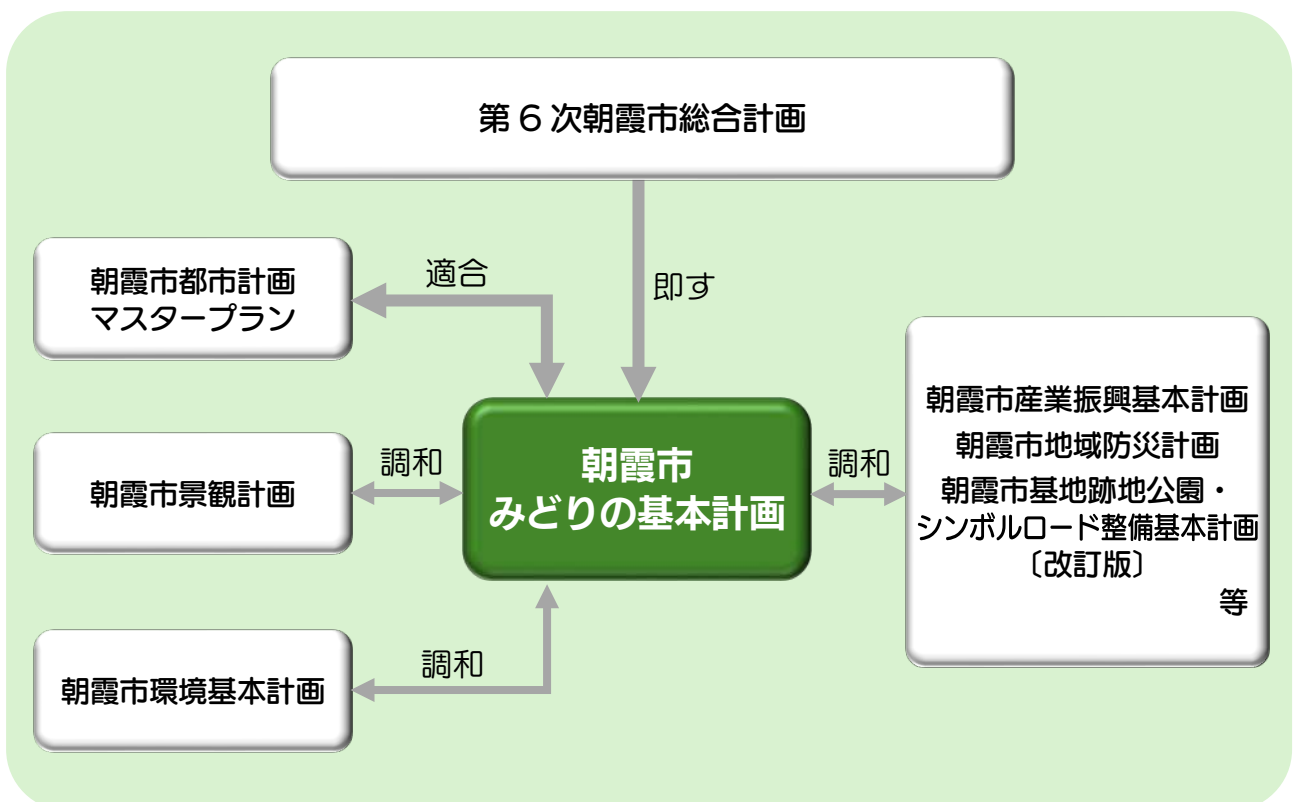 第6次朝霞市総合計画
朝霞市都市計画
マスタープラン
適合
即す
朝霞市景観計画
調和
朝霞市
みどりの基本計画
調和
朝霞市産業振興基本計画
朝霞市地域防災計画
朝霞市基地跡地公園・
シンボルロード整備基本計画
〔改訂版〕
等
朝霞市環境基本計画
調和